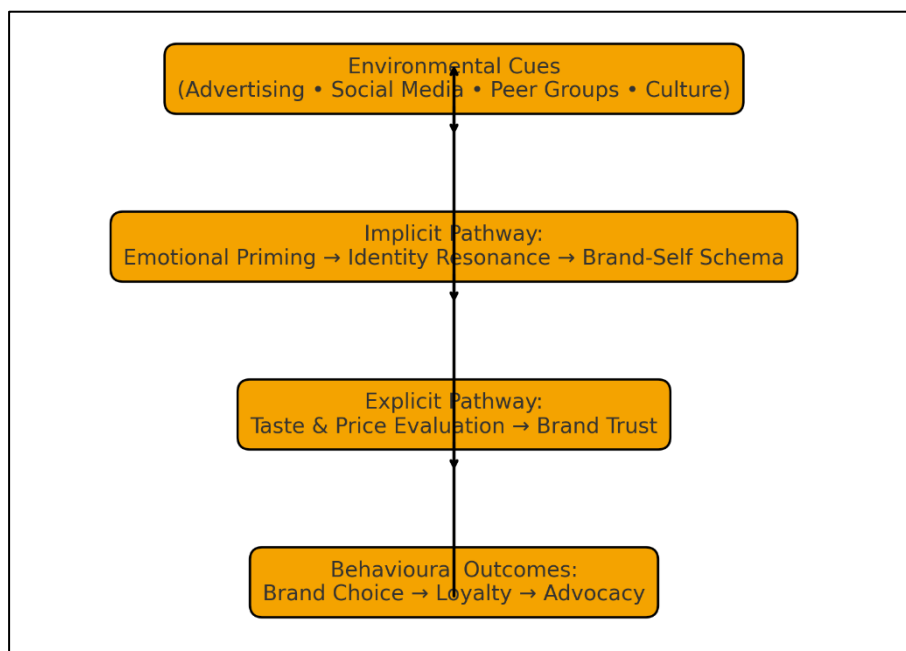 Environmental Cues
(Advertising • Social Media • Peer Groups • Culture)
Implicit Pathway:
Emotional Priming → Identity Resonance → Brand-Self Schema
Explicit Pathway:
Taste & Price Evaluation → Brand Trust
Behavioural Outcomes:
Brand Choice → Loyalty → Advocacy